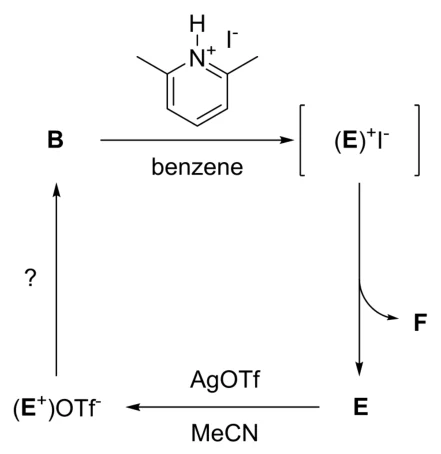 H
N⁺ I⁻
B
benzene
[ (E)⁺I⁻ ]
?
F
AgOTf
(E⁺)OTf⁻
MeCN
E